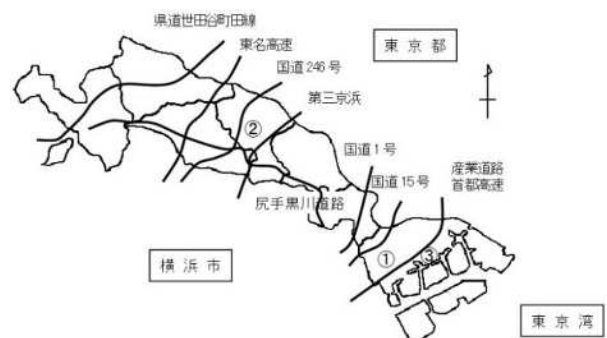 県道世田谷町田線
東京都
東名高速
国道246号
第三京浜
②
国道1号
産業道路
首都高速
国道15号
尻手黒川道路
横浜市
①
③
東京湾